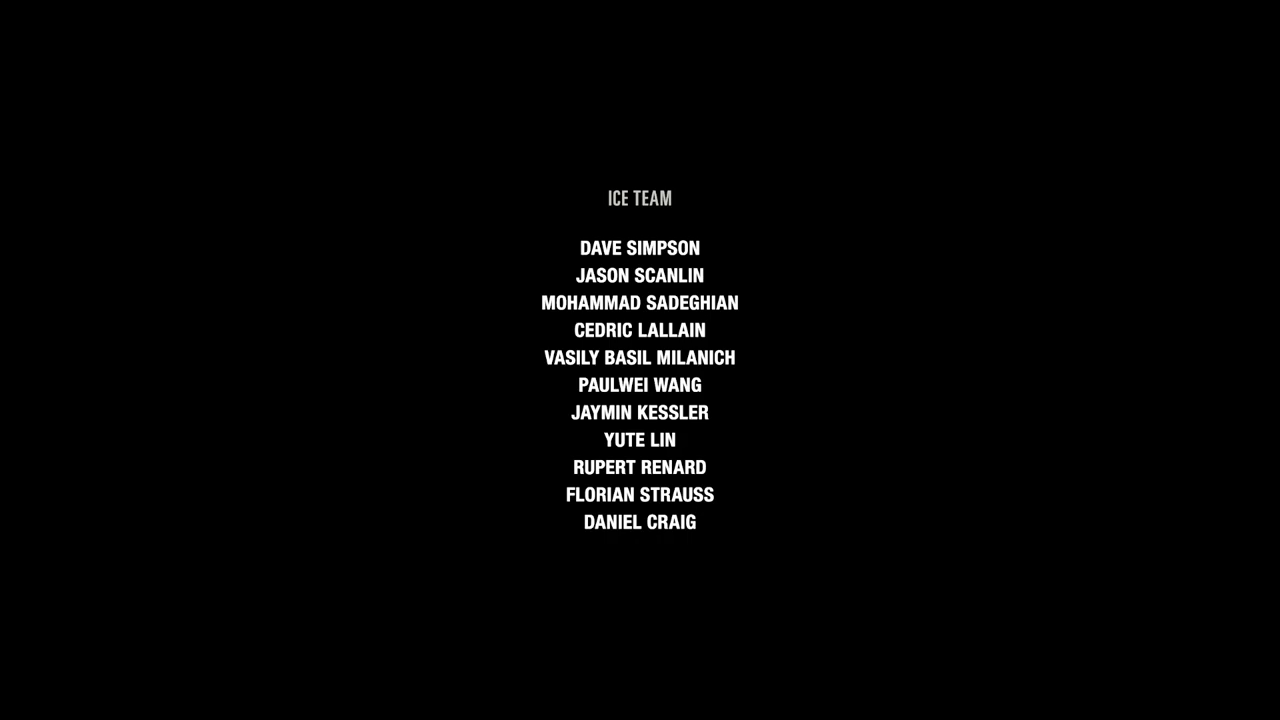 ICE TEAM
DAVE SIMPSON
JASON SCANLIN
MOHAMMAD SADEGHIAN
CEDRIC LALLAIN
VASILY BASIL MILANICH
PAULWEI WANG
JAYMIN KESSLER
YUTE LIN
RUPERT RENARD
FLORIAN STRAUSS
DANIEL CRAIG